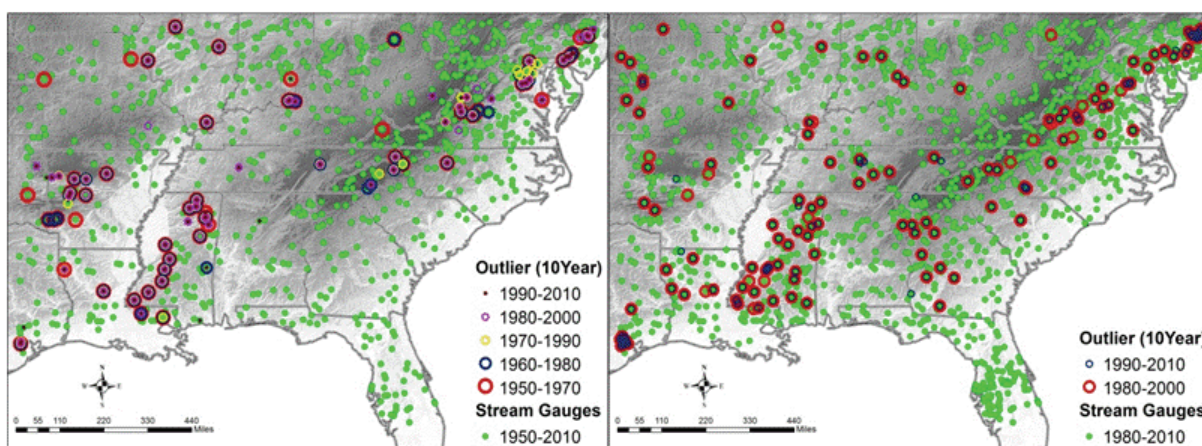 Outlier (10Year)
1990-2010
1980-2000
1970-1990
1960-1980
1950-1970
Stream Gauges
1950-2010
N
W E
S
0 55 110 220 330 440
Miles
Outlier (10Year)
1990-2010
1980-2000
Stream Gauges
1980-2010
N
W E
S
0 55 110 220 330 440
Miles